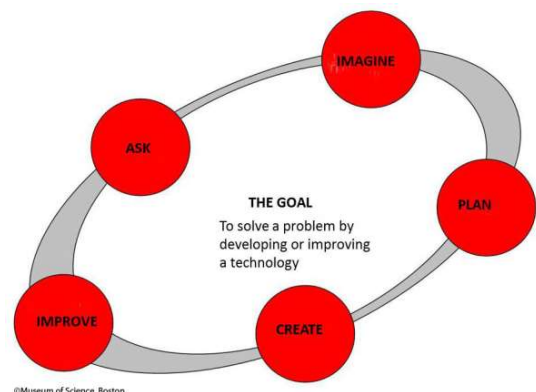 IMAGINE
ASK
THE GOAL
To solve a problem by
developing or improving
a technology
PLAN
IMPROVE
CREATE
©Museum of Science, Boston